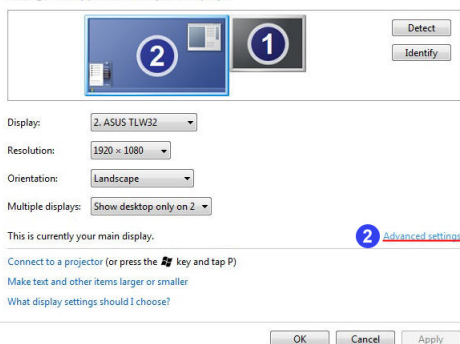 2
1
Detect
Identify
Display: 2. ASUS TLW32
Resolution: 1920 × 1080
Orientation: Landscape
Multiple displays: Show desktop only on 2
This is currently your main display.
2 Advanced settings
Connect to a projector (or press the key and tap P)
Make text and other items larger or smaller
What display settings should I choose?
OK Cancel Apply